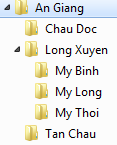 An Giang
Chau Doc
Long Xuyen
My Binh
My Long
My Thoi
Tan Chau